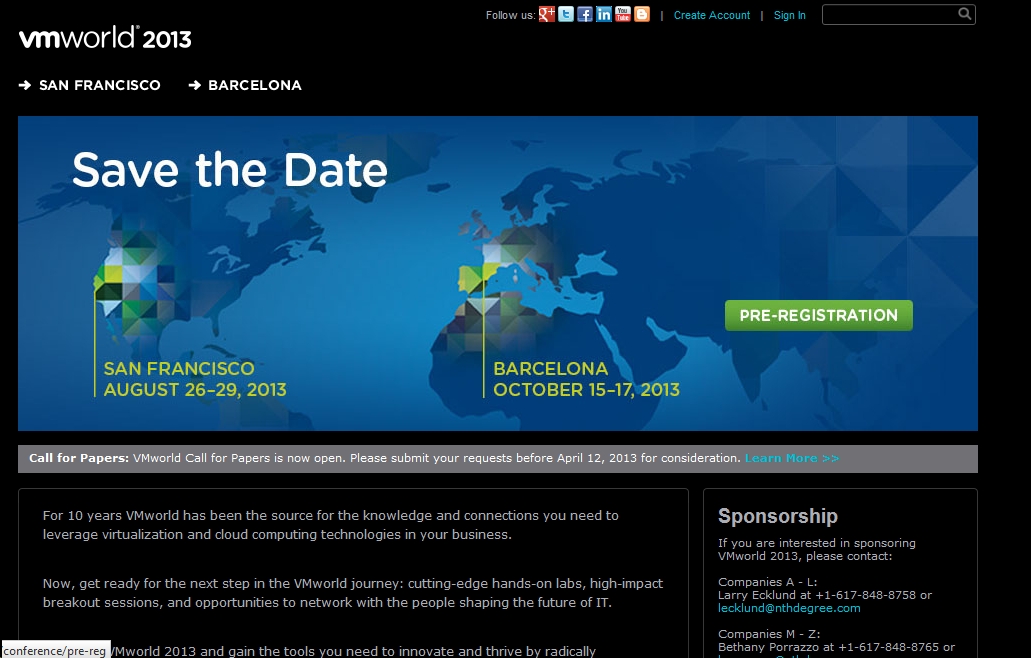 Follow us: | Create Account | Sign In
vmworld® 2013
SAN FRANCISCO BARCELONA
Save the Date
PRE-REGISTRATION
SAN FRANCISCO
AUGUST 26–29, 2013
BARCELONA
OCTOBER 15–17, 2013
Call for Papers: VMworld Call for Papers is now open. Please submit your requests before April 12, 2013 for consideration. Learn More >>
For 10 years VMworld has been the source for the knowledge and connections you need to
leverage virtualization and cloud computing technologies in your business.
Now, get ready for the next step in the VMworld journey: cutting-edge hands-on labs, high-impact
breakout sessions, and opportunities to network with the people shaping the future of IT.
VMworld 2013 and gain the tools you need to innovate and thrive by radically
conference/pre-reg
Sponsorship
If you are interested in sponsoring
VMworld 2013, please contact:
Companies A - L:
Larry Ecklund at +1-617-848-8758 or
lecklund@nthdegree.com
Companies M - Z:
Bethany Porrazzo at +1-617-848-8765 or